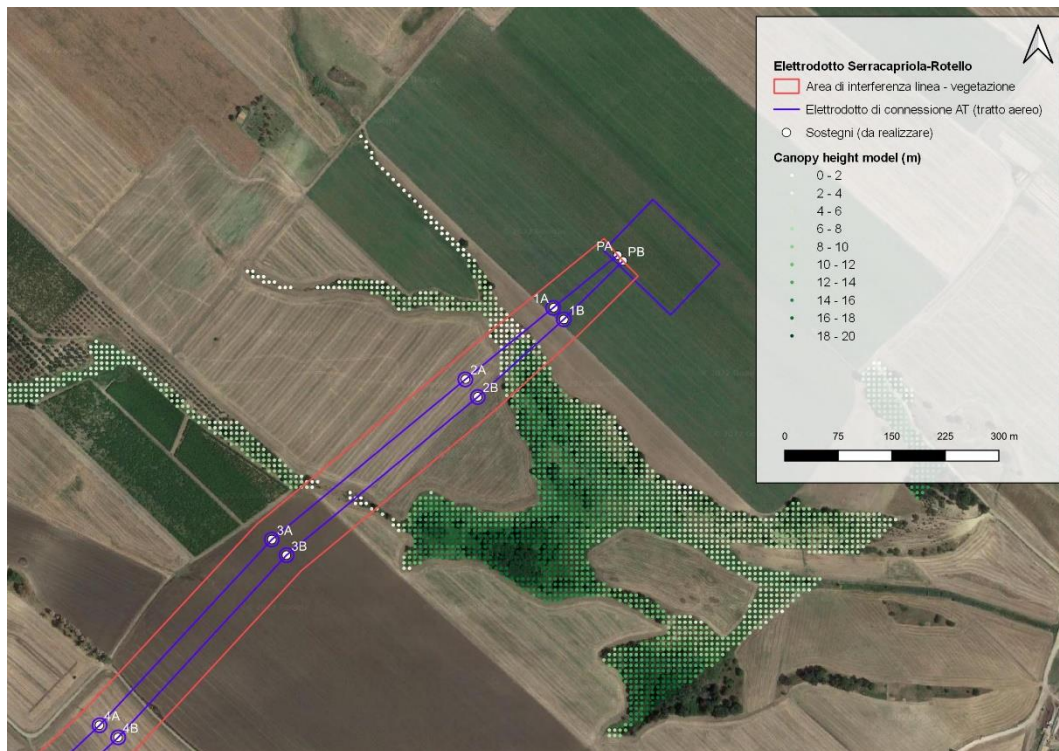 Elettrodotto Serracapriola-Rotello
Area di interferenza linea - vegetazione
Elettrodotto di connessione AT (tratto aereo)
Sostegni (da realizzare)
Canopy height model (m)
0 - 2
2 - 4
4 - 6
6 - 8
8 - 10
10 - 12
12 - 14
14 - 16
16 - 18
18 - 20
0 75 150 225 300 m
PA PB
1A
1B
2A
2B
3A
3B
4A
4B